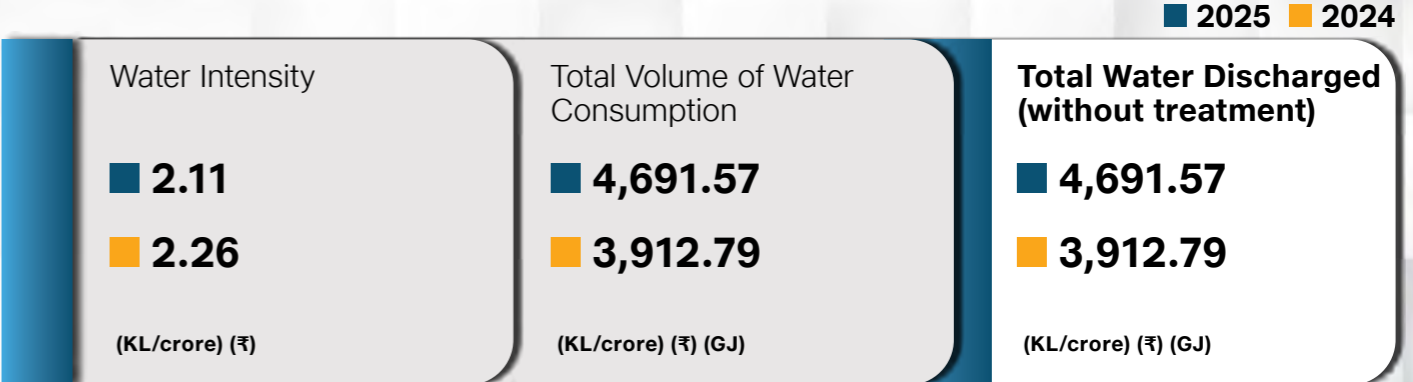 2025 2024
Water Intensity
2.11
2.26
(KL/crore) (₹)
Total Volume of Water
Consumption
4,691.57
3,912.79
(KL/crore) (₹) (GJ)
Total Water Discharged
(without treatment)
4,691.57
3,912.79
(KL/crore) (₹) (GJ)